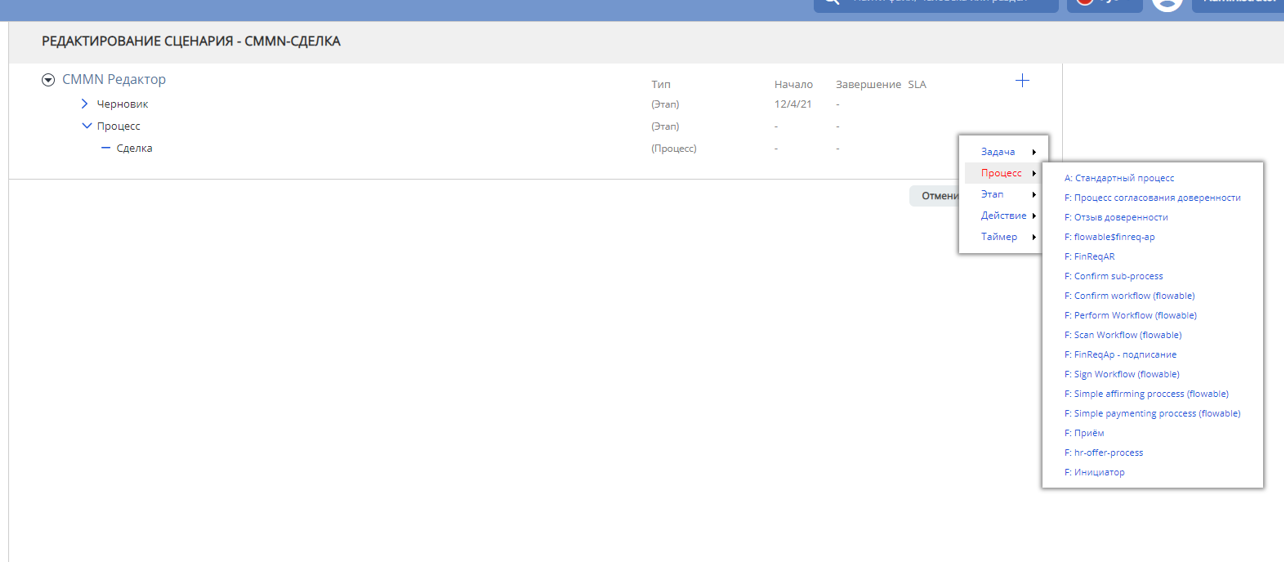 РЕДАКТИРОВАНИЕ СЦЕНАРИЯ - CMMN-СДЕЛКА
CMMN Редактор
Тип Начало Завершение SLA
Черновик (Этап) 12/4/21 -
Процесс (Этап) - -
Сделка (Процесс) - -
Отмени
Задача
Процесс
Этап
Действие
Таймер
A: Стандартный процесс
F: Процесс согласования доверенности
F: Отзыв доверенности
F: flowable$finreq-ap
F: FinReqAR
F: Confirm sub-process
F: Confirm workflow (flowable)
F: Perform Workflow (flowable)
F: Scan Workflow (flowable)
F: FinReqAp - подписание
F: Sign Workflow (flowable)
F: Simple affirming proccess (flowable)
F: Simple paymenting proccess (flowable)
F: Приём
F: hr-offer-process
F: Инициатор